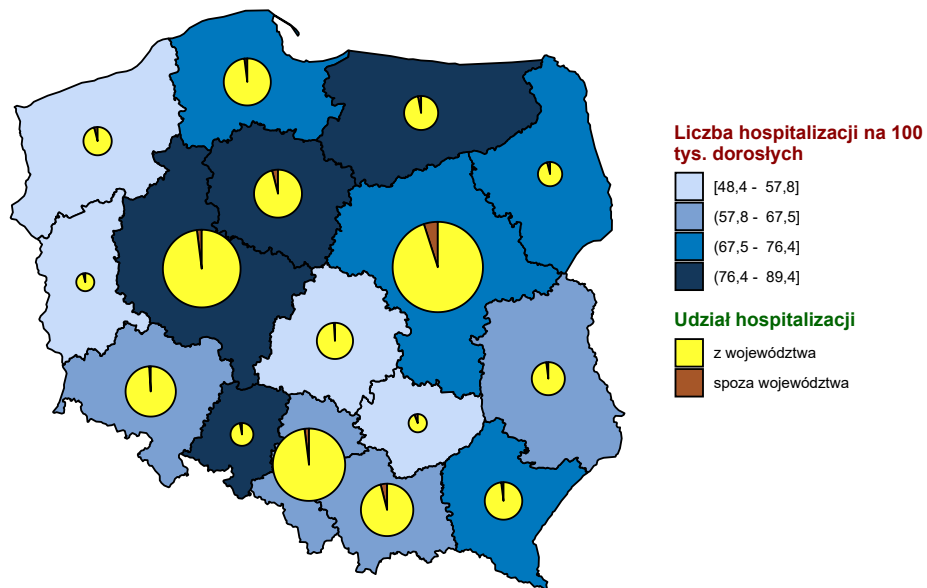 Liczba hospitalizacji na 100
tys. dorosłych
[48,4 - 57,8]
(57,8 - 67,5]
(67,5 - 76,4]
(76,4 - 89,4]
Udział hospitalizacji
z województwa
spoza województwa